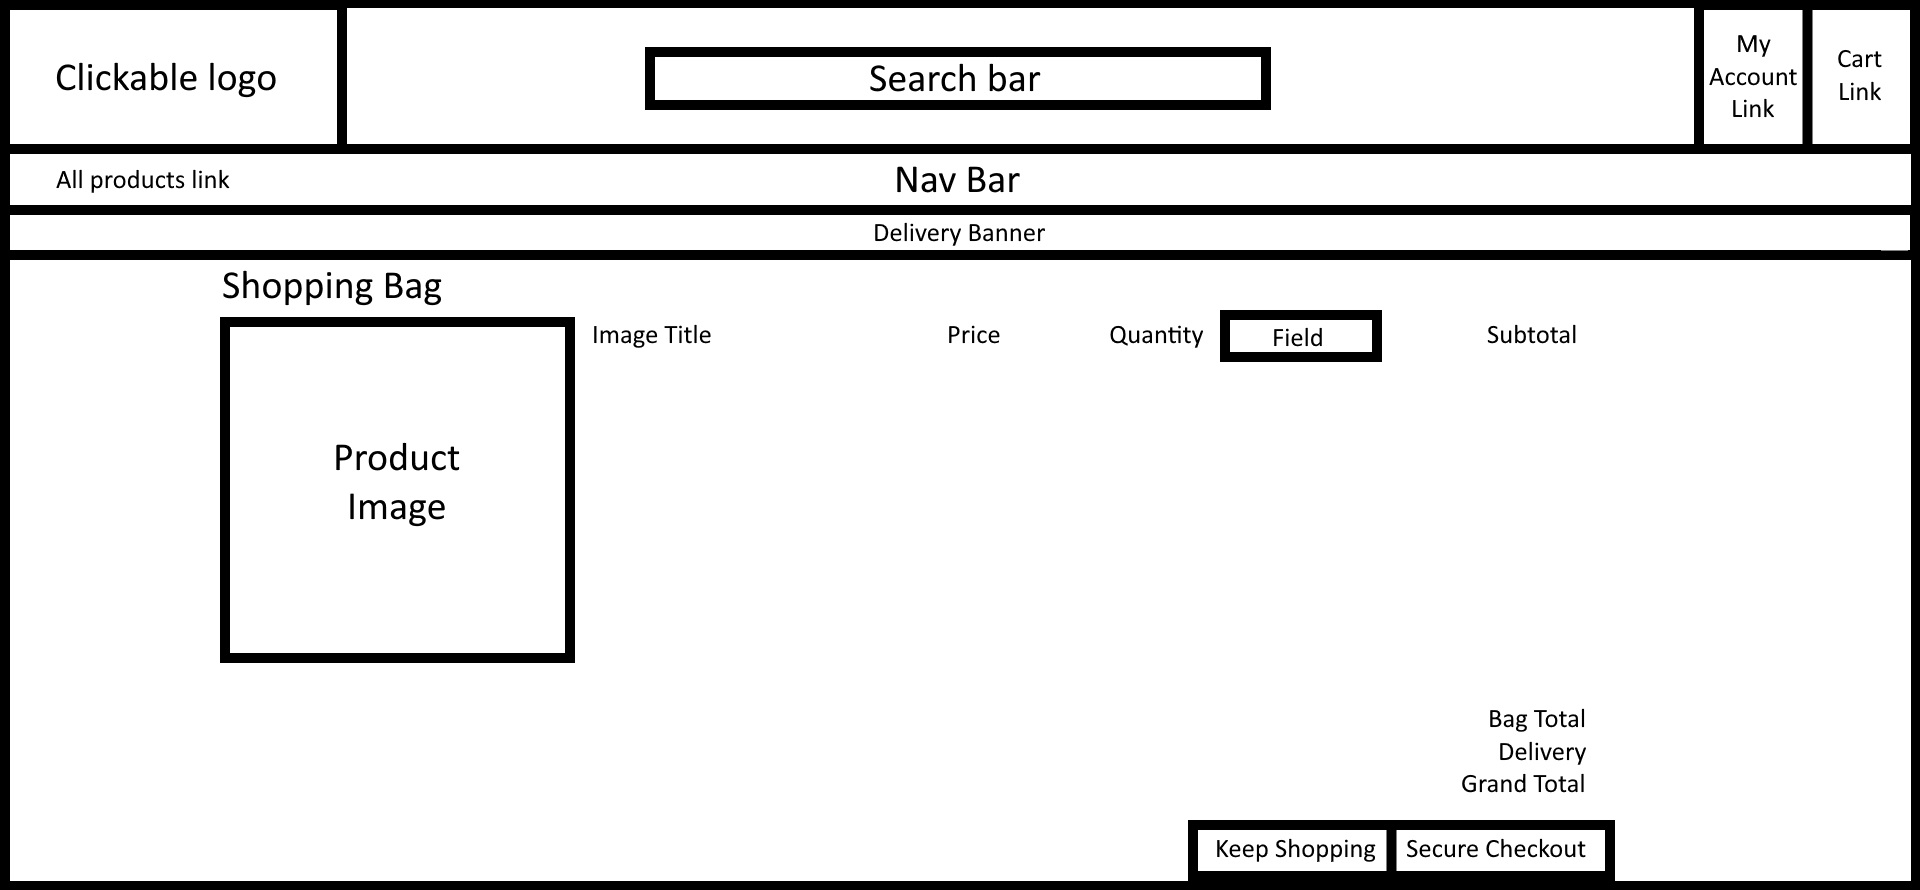 Clickable logo
Search bar
My
Account
Link
Cart
Link
All products link
Nav Bar
Delivery Banner
Shopping Bag
Image Title
Price
Quantity
Field
Subtotal
Product
Image
Bag Total
Delivery
Grand Total
Keep Shopping
Secure Checkout